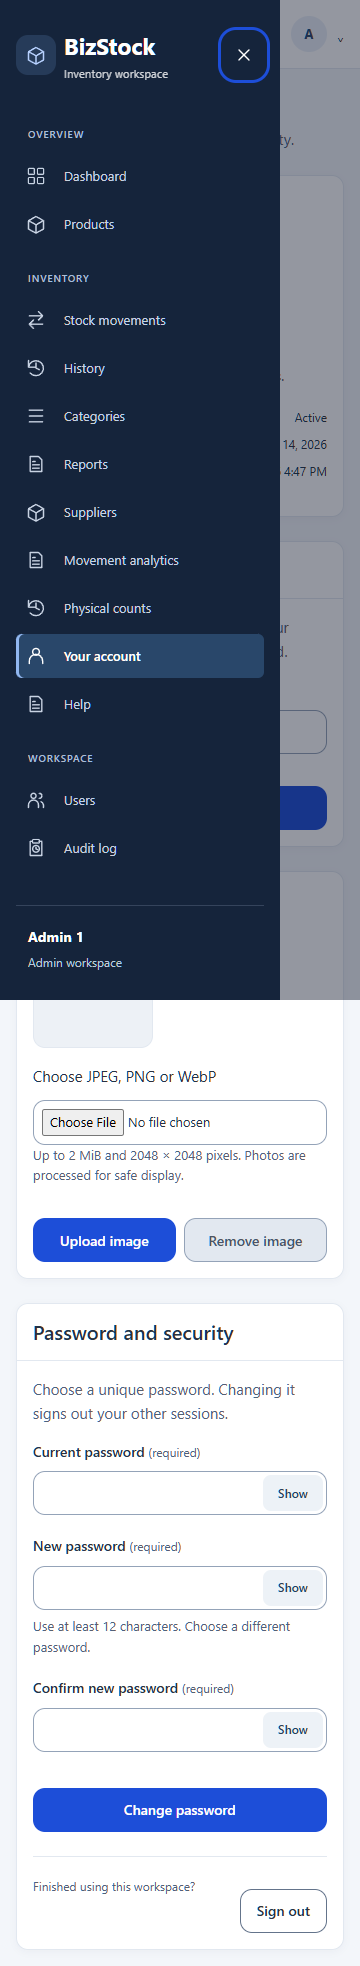 BizStock
Inventory workspace
A
OVERVIEW
ty.
Dashboard
Products
INVENTORY
Stock movements
History
Categories
Active
Reports
14, 2026
4:47 PM
Suppliers
Movement analytics
Physical counts
ur
Your account
d.
Help
WORKSPACE
Users
Audit log
Admin 1
Admin workspace
Choose JPEG, PNG or WebP
Choose File No file chosen
Up to 2 MiB and 2048 × 2048 pixels. Photos are
processed for safe display.
Upload image Remove image
Password and security
Choose a unique password. Changing it
signs out your other sessions.
Current password (required)
Show
New password (required)
Show
Use at least 12 characters. Choose a different
password.
Confirm new password (required)
Show
Change password
Finished using this workspace?
Sign out